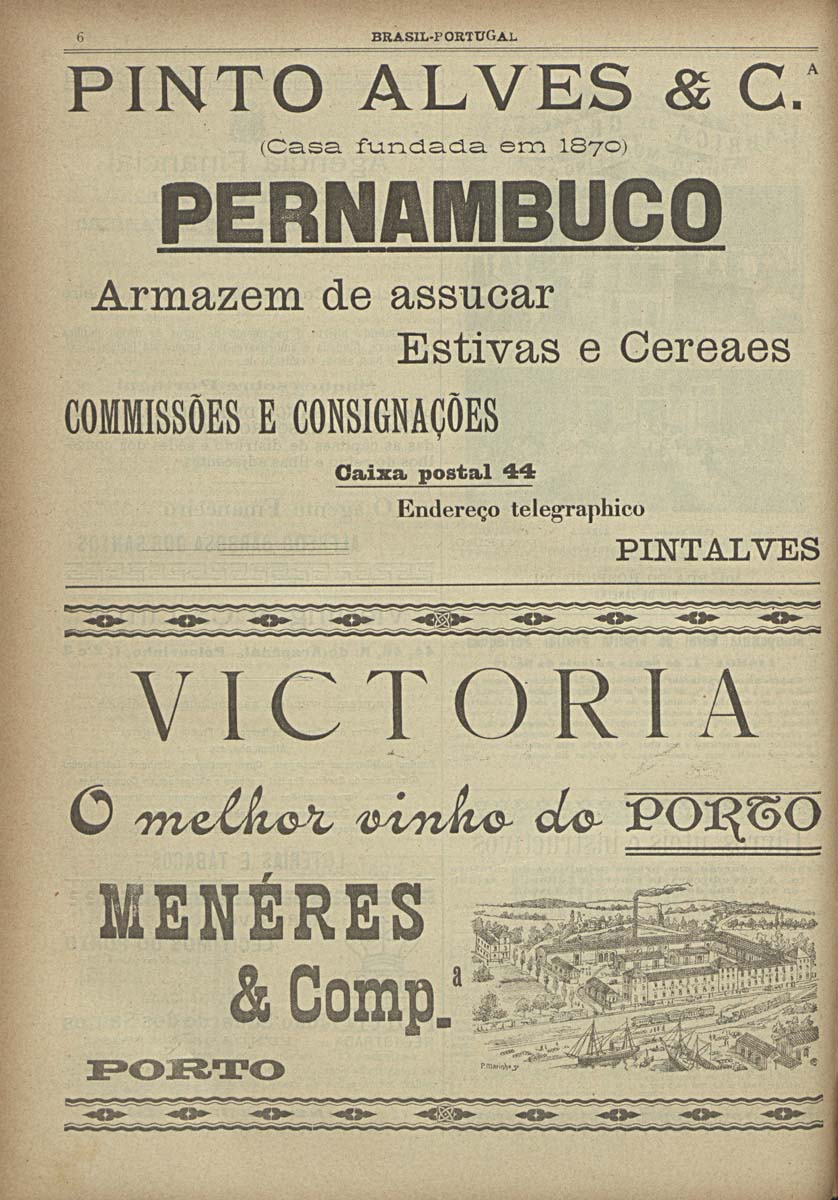 6
BRASIL-PORTUGAL
PINTO ALVES & C.A
(Casa fundada em 1870)
PERNAMBUCO
Armazem de assucar
Estivas e Cereaes
COMMISSÕES E CONSIGNAÇÕES
Caixa postal 44
Endereço telegraphico
PINTALVES
VICTORIA
O melhor vinho do PORTO
MENÉRES
& Comp.a
PORTO